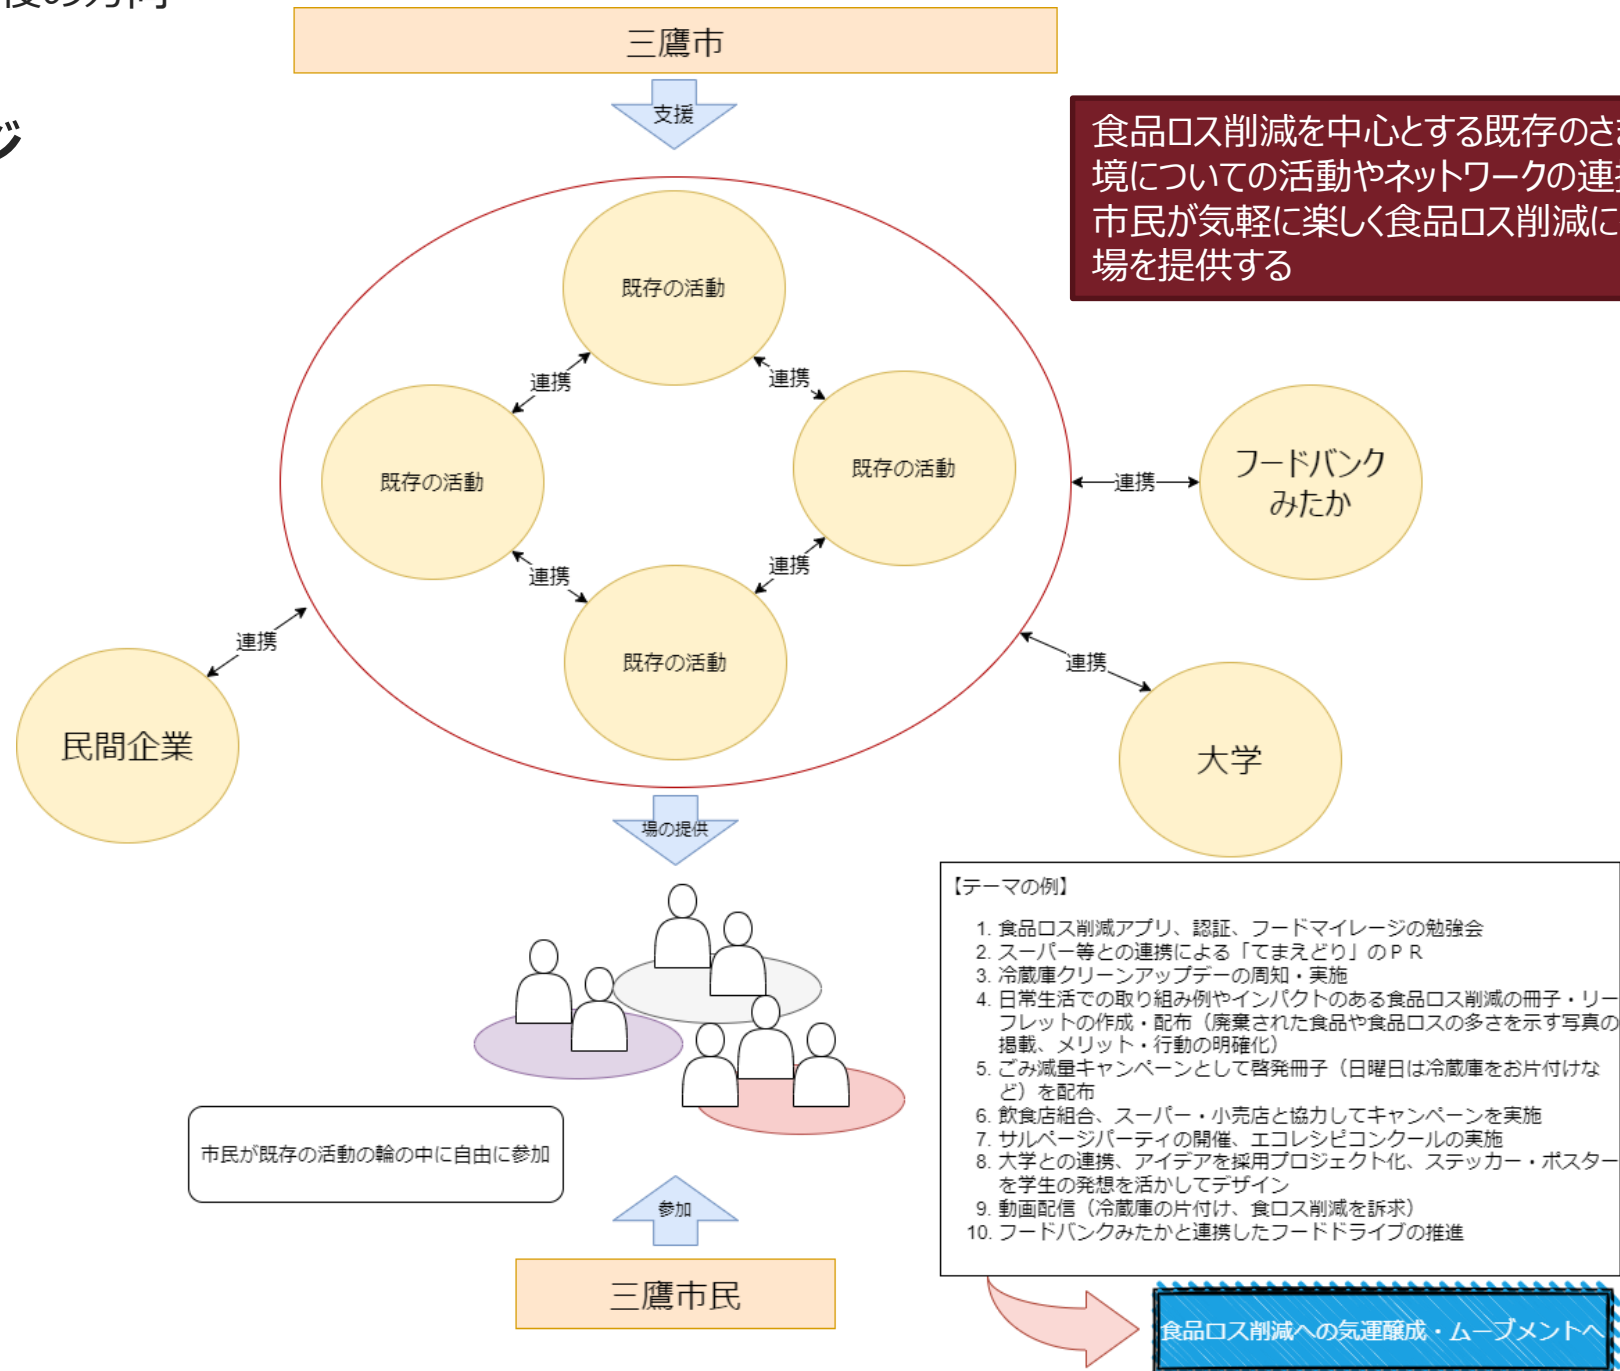 後の方向
ジ
三鷹市
支援
食品ロス削減を中心とする既存のさま
境についての活動やネットワークの連携
市民が気軽に楽しく食品ロス削減に
場を提供する
既存の活動
連携
連携
既存の活動
既存の活動
連携
フードバンク
みたか
連携
連携
既存の活動
連携
民間企業
連携
大学
場の提供
【テーマの例】
1. 食品ロス削減アプリ、認証、フードマイレージの勉強会
2. スーパー等との連携による「てまえどり」のＰＲ
3. 冷蔵庫クリーンアップデーの周知・実施
4. 日常生活での取り組み例やインパクトのある食品ロス削減の冊子・リー
フレットの作成・配布（廃棄された食品や食品ロスの多さを示す写真の
掲載、メリット・行動の明確化）
5. ごみ減量キャンペーンとして啓発冊子（日曜日は冷蔵庫をお片付けな
ど）を配布
6. 飲食店組合、スーパー・小売店と協力してキャンペーンを実施
7. サルベージパーティの開催、エコレシピコンクールの実施
8. 大学との連携、アイデアを採用プロジェクト化、ステッカー・ポスター
を学生の発想を活かしてデザイン
9. 動画配信（冷蔵庫の片付け、食ロス削減を訴求）
10. フードバンクみたかと連携したフードドライブの推進
市民が既存の活動の輪の中に自由に参加
参加
三鷹市民
食品ロス削減への気運醸成・ムーブメントへ